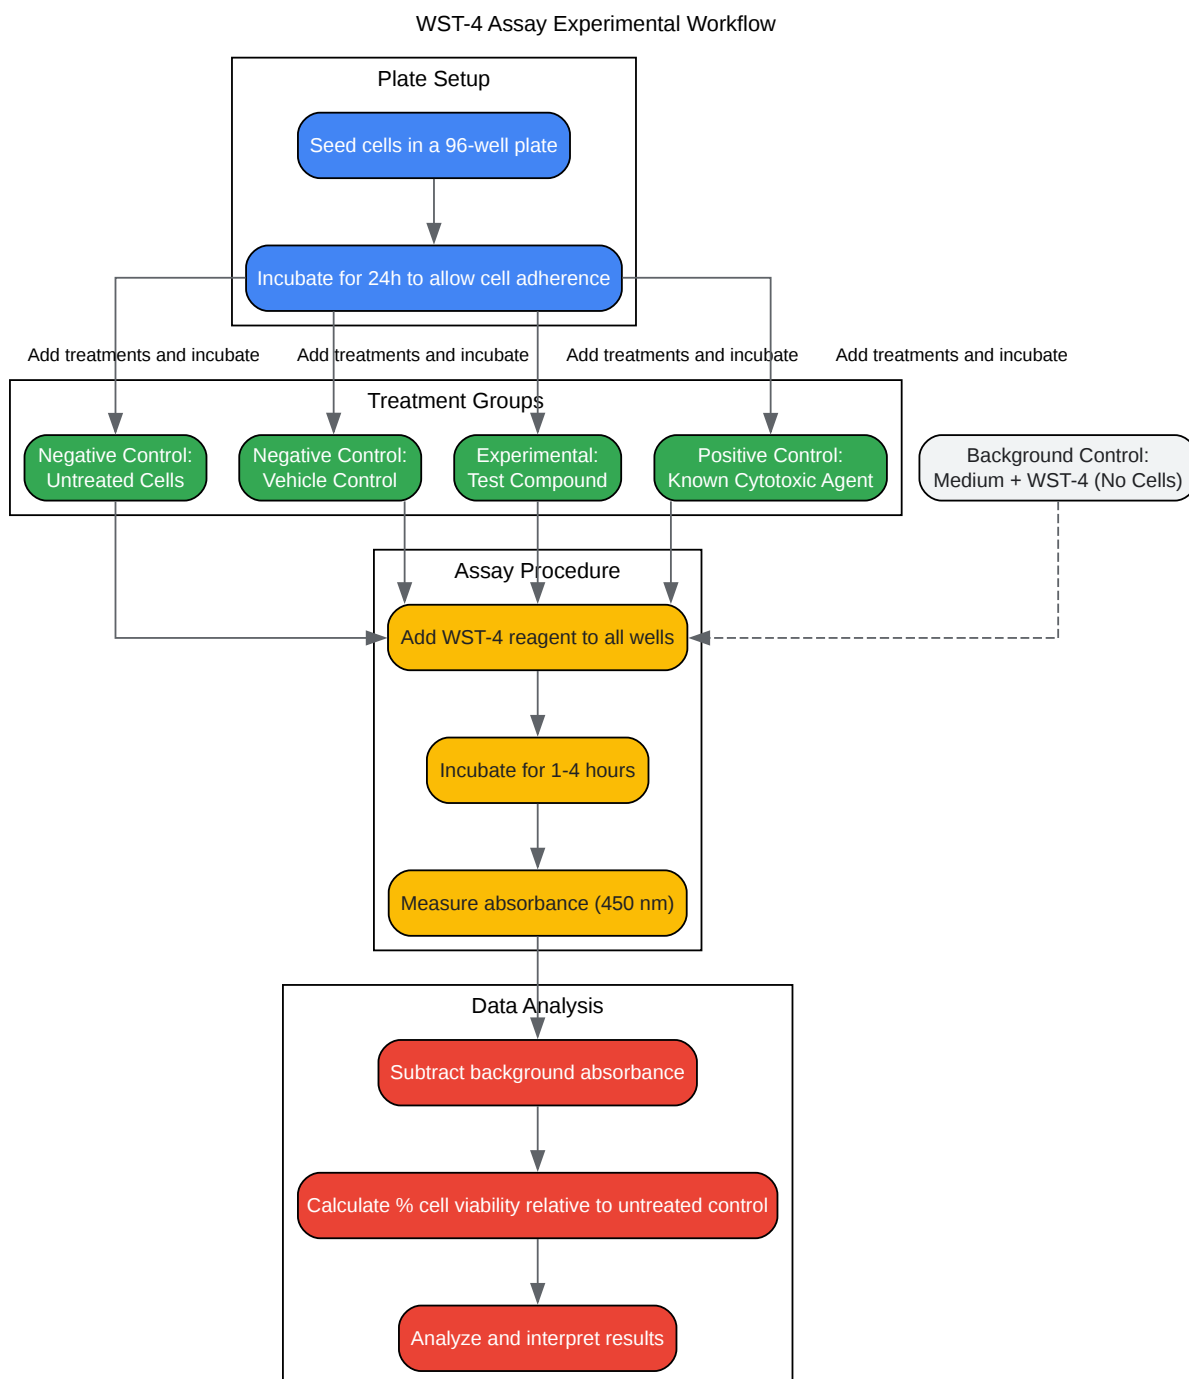 WST-4 Assay Experimental Workflow
Plate Setup
Seed cells in a 96-well plate
Incubate for 24h to allow cell adherence
Add treatments and incubate
Add treatments and incubate
Add treatments and incubate
Add treatments and incubate
Treatment Groups
Negative Control:
Untreated Cells
Negative Control:
Vehicle Control
Experimental:
Test Compound
Positive Control:
Known Cytotoxic Agent
Background Control:
Medium + WST-4 (No Cells)
Assay Procedure
Add WST-4 reagent to all wells
Incubate for 1-4 hours
Measure absorbance (450 nm)
Data Analysis
Subtract background absorbance
Calculate % cell viability relative to untreated control
Analyze and interpret results